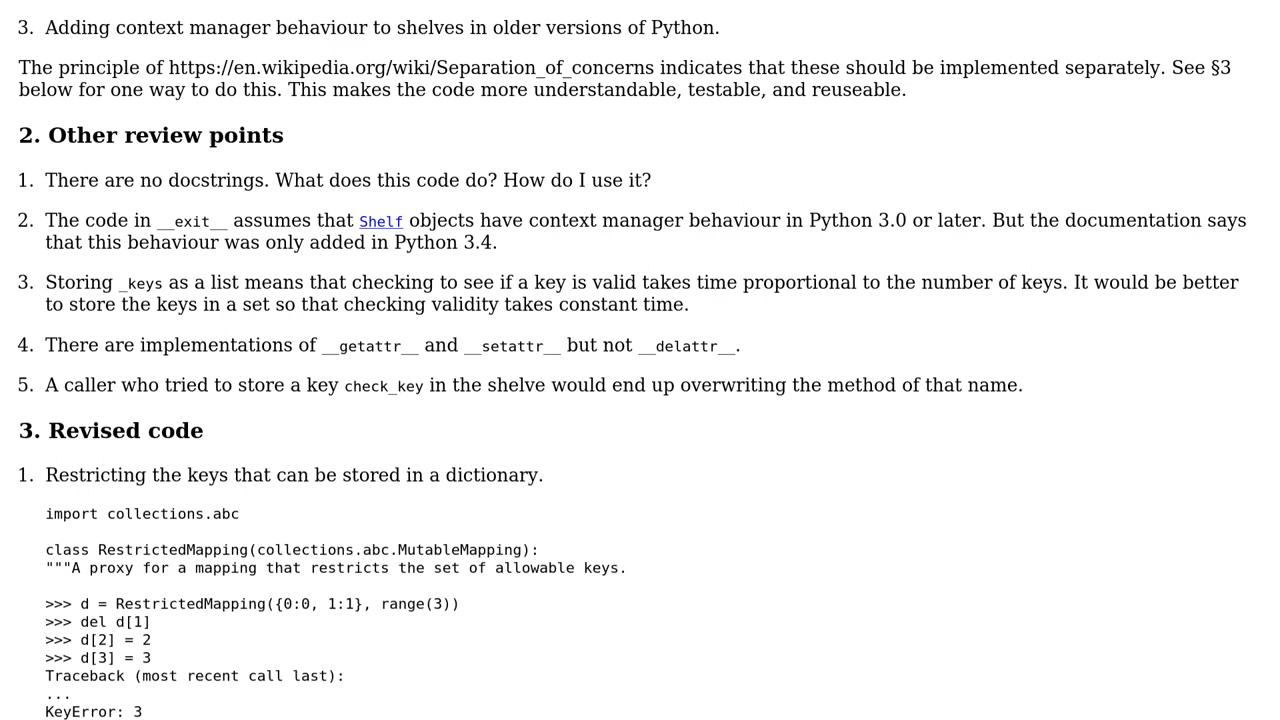 3. Adding context manager behaviour to shelves in older versions of Python.
The principle of https://en.wikipedia.org/wiki/Separation_of_concerns indicates that these should be implemented separately. See §3
below for one way to do this. This makes the code more understandable, testable, and reuseable.
2. Other review points
1. There are no docstrings. What does this code do? How do I use it?
2. The code in __exit__ assumes that Shelf objects have context manager behaviour in Python 3.0 or later. But the documentation says
that this behaviour was only added in Python 3.4.
3. Storing _keys as a list means that checking to see if a key is valid takes time proportional to the number of keys. It would be better
to store the keys in a set so that checking validity takes constant time.
4. There are implementations of __getattr__ and __setattr__ but not __delattr__.
5. A caller who tried to store a key check_key in the shelve would end up overwriting the method of that name.
3. Revised code
1. Restricting the keys that can be stored in a dictionary.
import collections.abc
class RestrictedMapping(collections.abc.MutableMapping):
"""A proxy for a mapping that restricts the set of allowable keys.
>>> d = RestrictedMapping({0:0, 1:1}, range(3))
>>> del d[1]
>>> d[2] = 2
>>> d[3] = 3
Traceback (most recent call last):
...
KeyError: 3